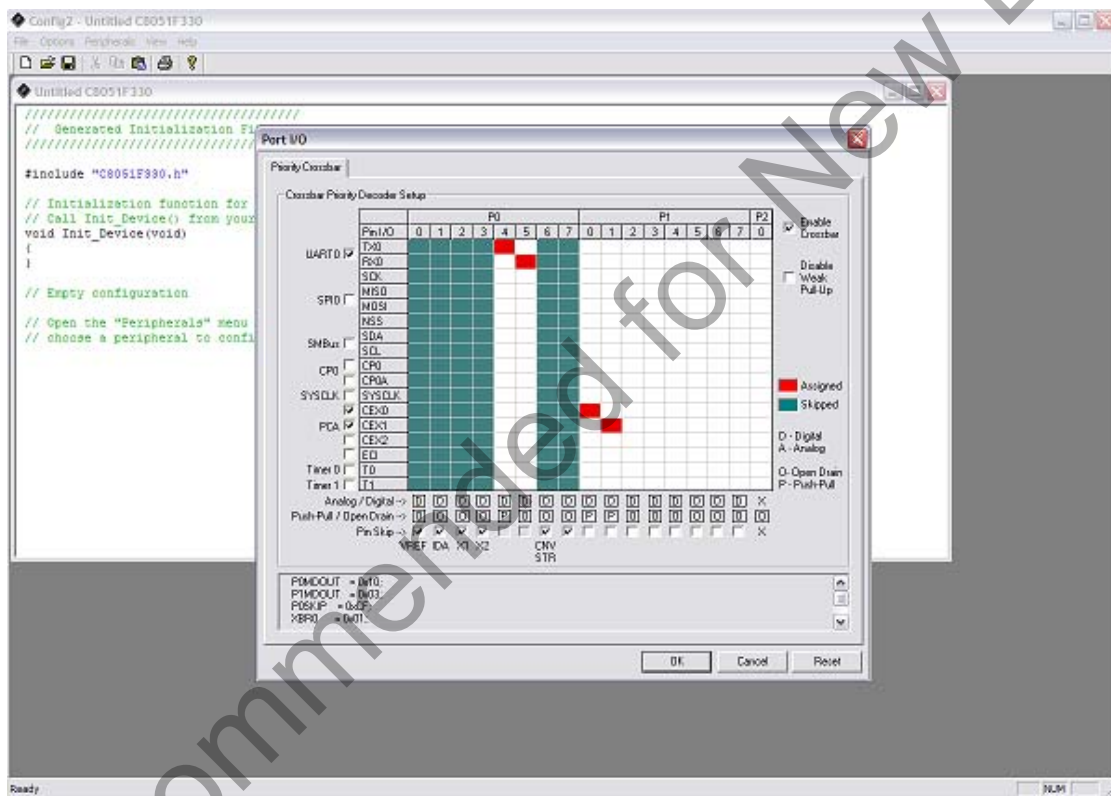 Config2 - Untitled C8051F330
File Options Peripherals View Help
Untitled C8051F330
////////////////////////////////////
// Generated Initialization Fi
#include "C8051F330.h"
// Initialization function for
// Call Init_Device() from your
void Init_Device(void)
{
}
// Empty configuration
// Open the "Peripherals" menu
// choose a peripheral to confi
Port I/O
Priority Crossbar
Crossbar Priority Decoder Setup
P0 P1 P2
Pin I/O 0 1 2 3 4 5 6 7 0 1 2 3 4 5 6 7 0
UART0 TX0
RX0
SCK
SPI0 MISO
MOSI
NSS
SMBus SDA
SCL
CP0 CP0
CP0A
SYSCLK SYSCLK
CEX0
PCA CEX1
CEX2
ECI
Timer 0 T0
Timer 1 T1
Analog / Digital -> D D D D D D D D D D D D D D D D X
Push-Pull / Open Drain -> O O O O P O O O P P O O O O O O O
Pin Skip -> X
VREF IDA X1 X2 CNV
STR
Enable
Crossbar
Disable
Weak
Pull-Up
Assigned
Skipped
D - Digital
A - Analog
O- Open Drain
P - Push-Pull
P0MDOUT = 0x10;
P1MDOUT = 0x03;
P0SKIP = 0xCF;
XBR0 = 0x01;
OK Cancel Reset
Ready NUM
ommended for New